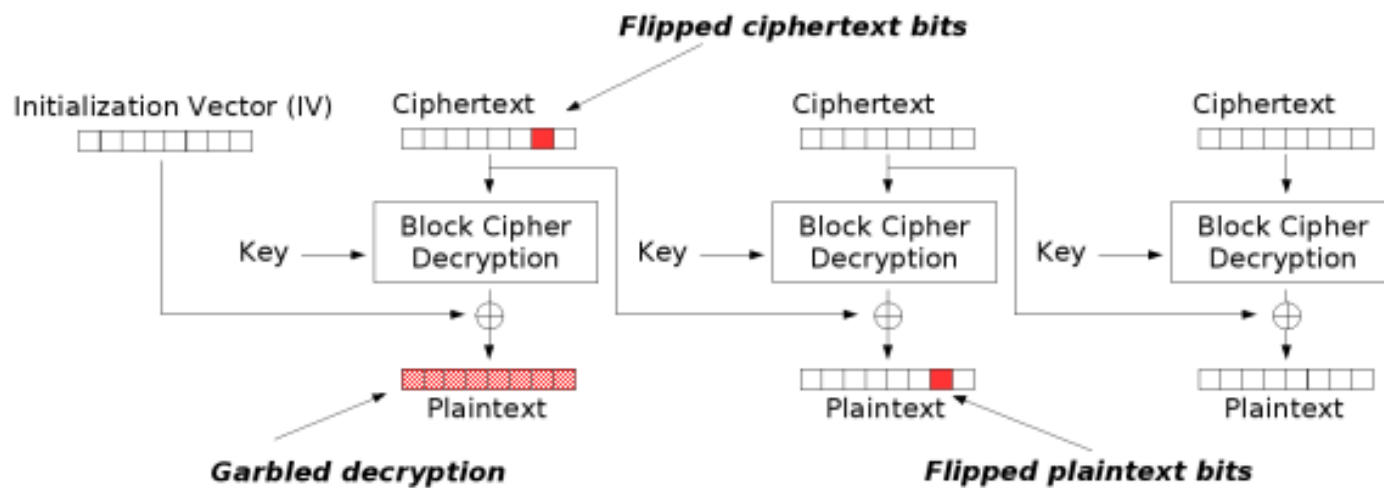 Flipped ciphertext bits
Initialization Vector (IV)
Ciphertext
Ciphertext
Ciphertext
Key
Block Cipher
Decryption
Key
Block Cipher
Decryption
Key
Block Cipher
Decryption
Plaintext
Plaintext
Plaintext
Garbled decryption
Flipped plaintext bits